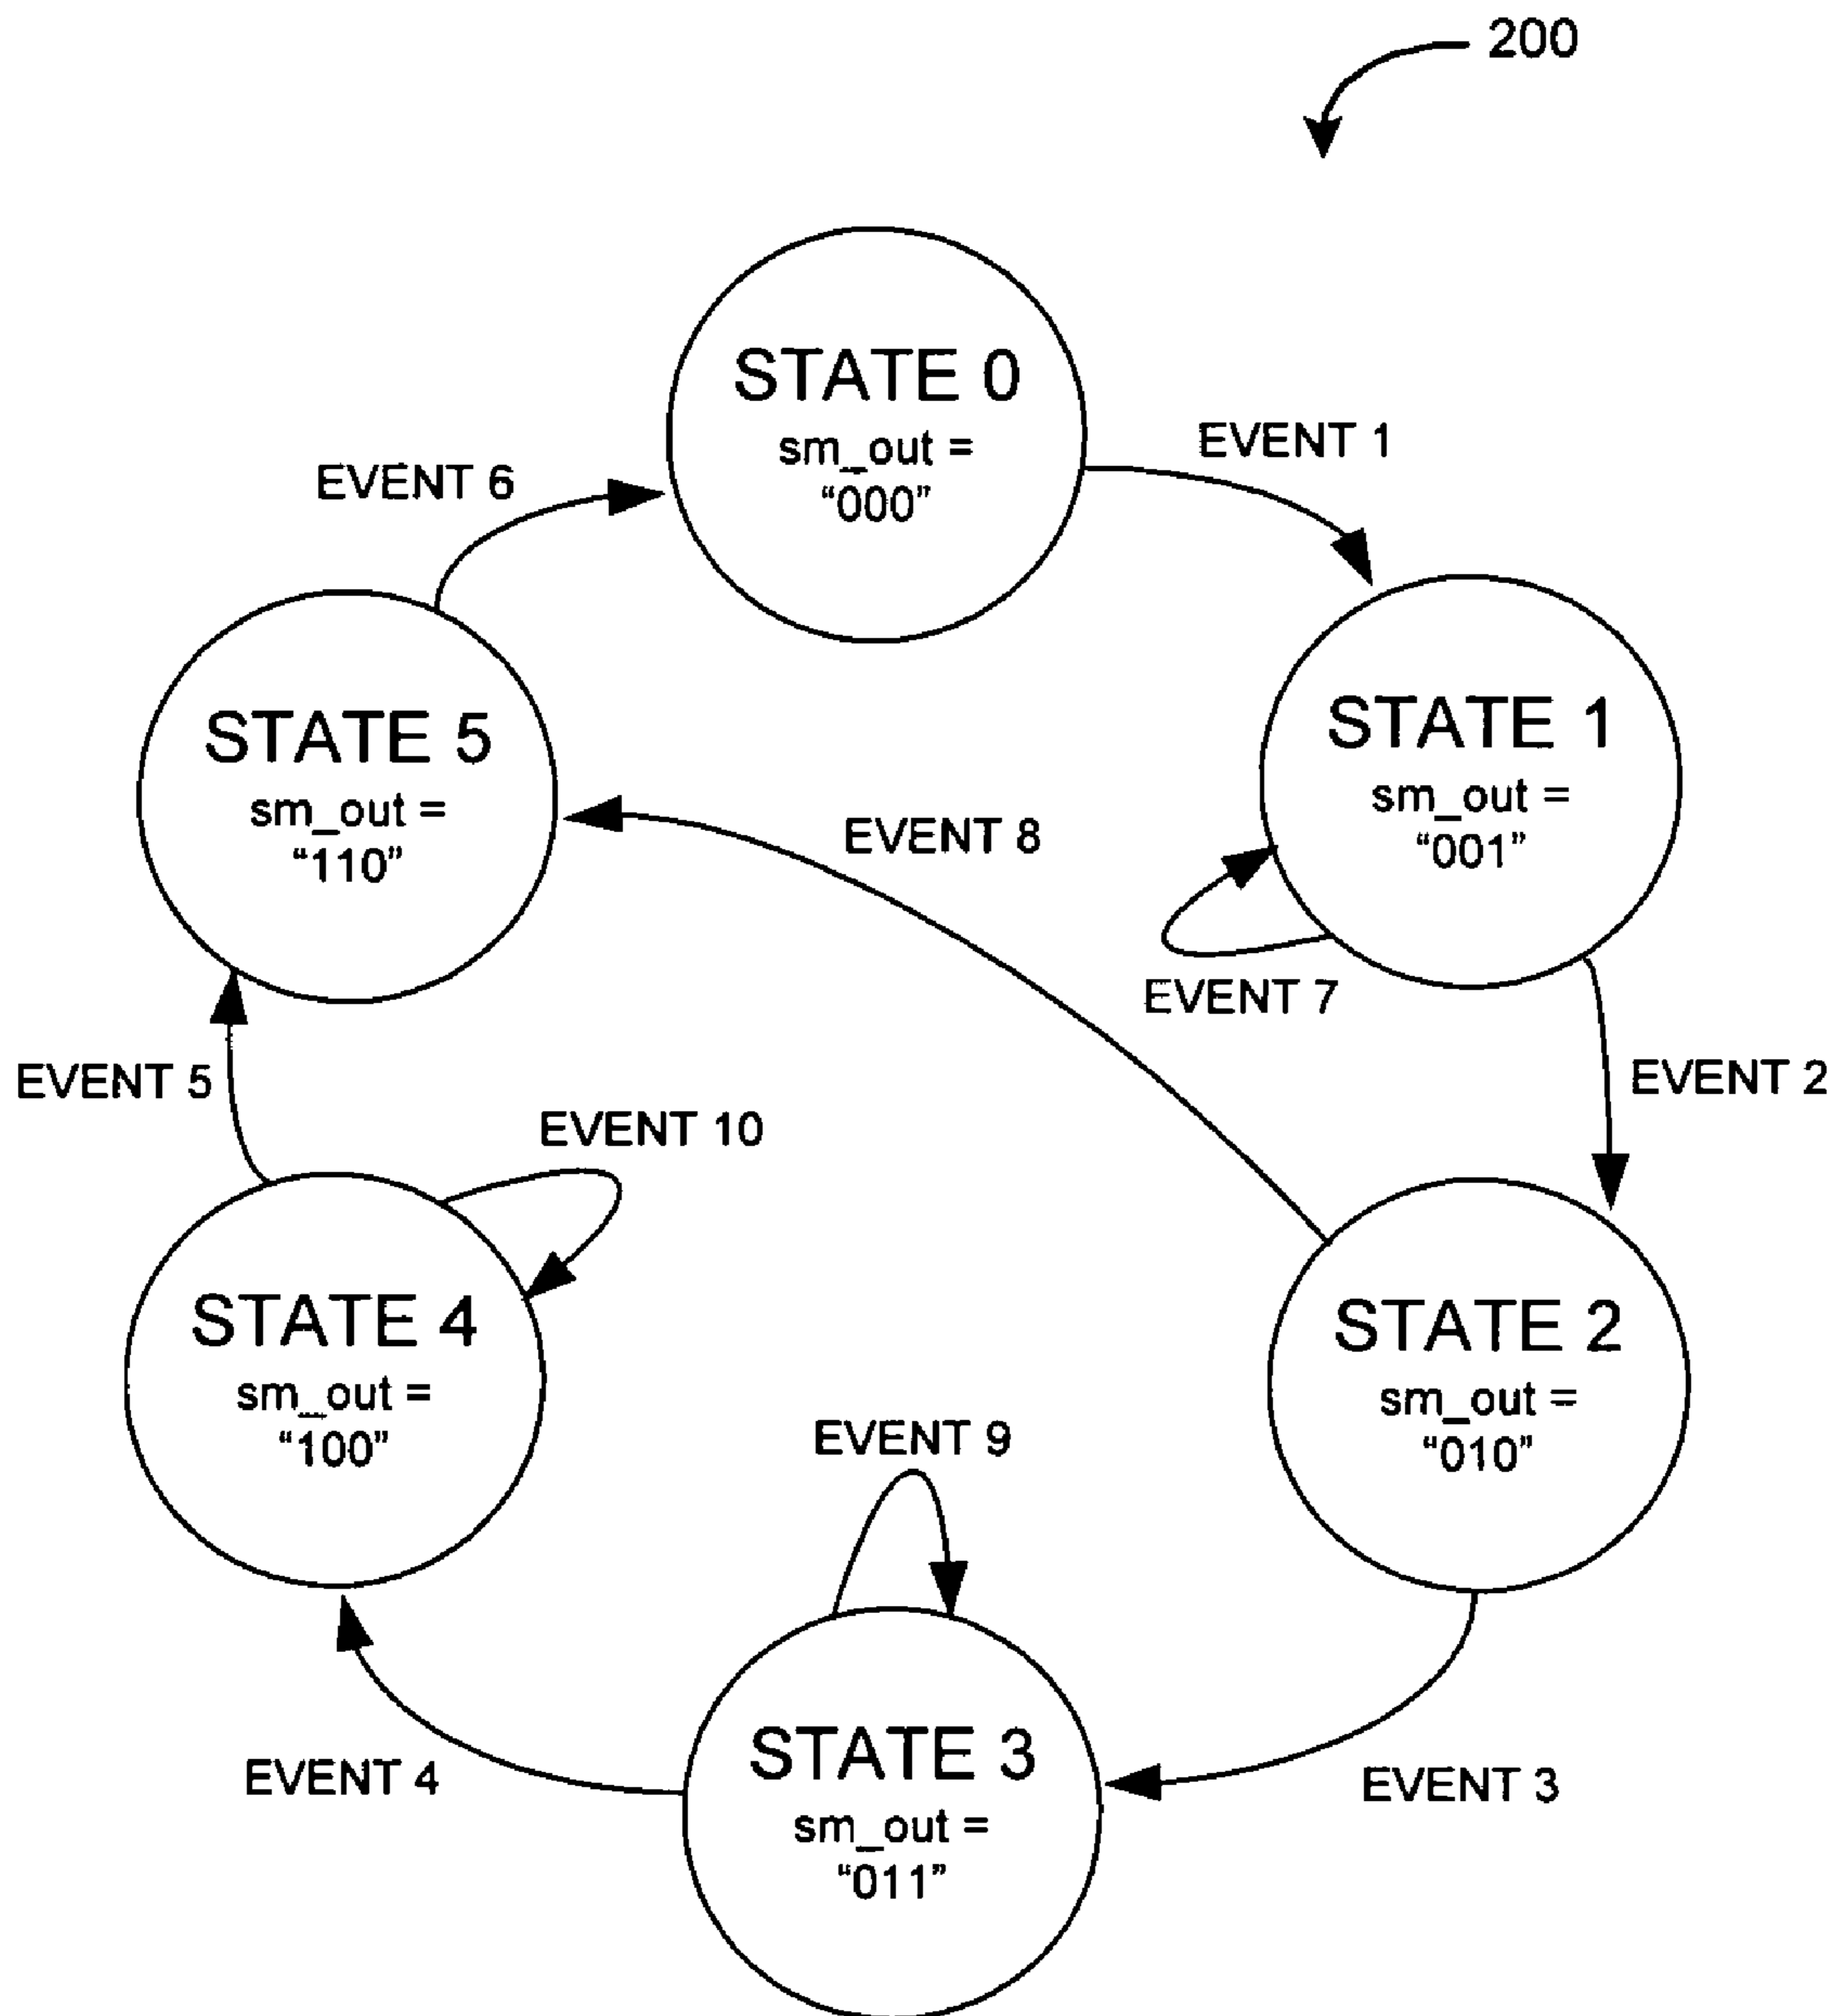 200
STATE 0
sm_out =
“000”
EVENT 1
EVENT 6
STATE 1
sm_out =
“001”
STATE 5
sm_out =
“110”
EVENT 8
EVENT 7
EVENT 2
EVENT 5
EVENT 10
STATE 4
sm_out =
“100”
STATE 2
sm_out =
“010”
EVENT 9
EVENT 4
STATE 3
sm_out =
“011”
EVENT 3